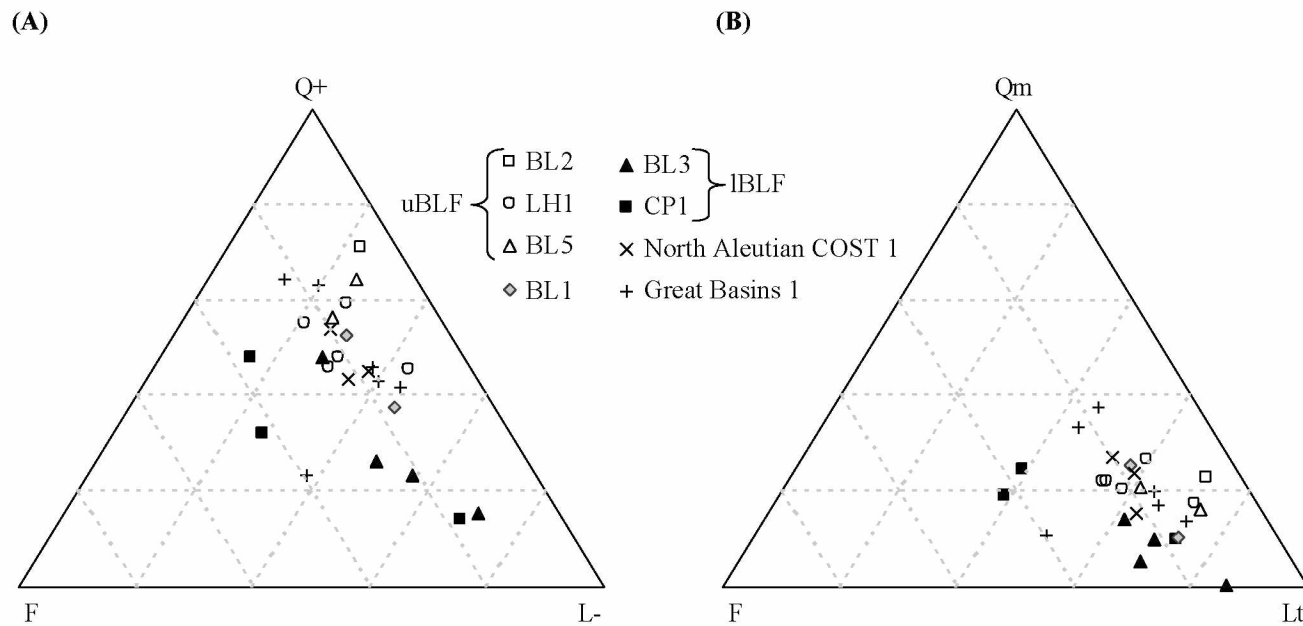 (A)
(B)
Q+
Qm
BL2
BL3
uBLF
LH1
CP1
lBLF
BL5
North Aleutian COST 1
BL1
Great Basins 1
F
L-
F
Lt